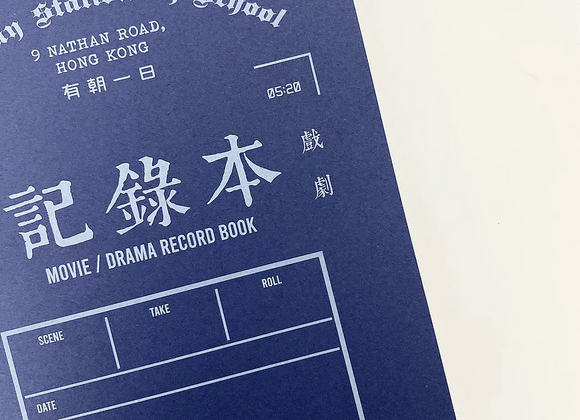 School
9 NATHAN ROAD,
HONG KONG
有朝一日
05:20
戲劇
記錄本
MOVIE / DRAMA RECORD BOOK
SCENE TAKE ROLL
DATE